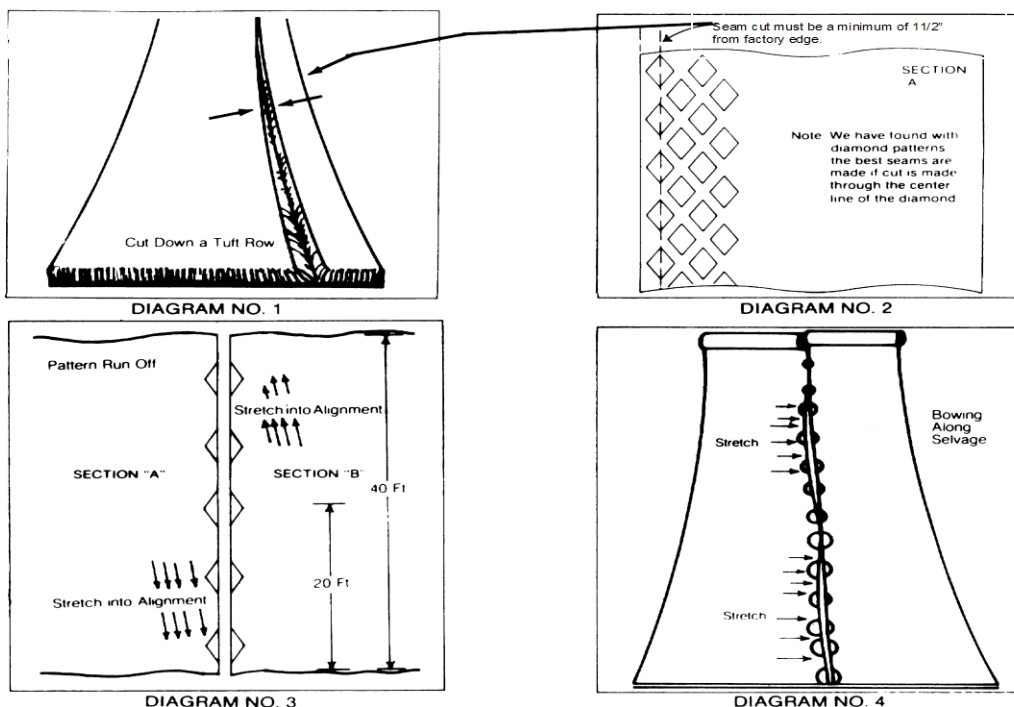 Cut Down a Tuft Row
DIAGRAM NO. 1
Seam cut must be a minimum of 11/2"
from factory edge.
SECTION
A
Note We have found with
diamond patterns
the best seams are
made if cut is made
through the center
line of the diamond
DIAGRAM NO. 2
Pattern Run Off
Stretch into Alignment
SECTION "A"
SECTION "B"
40 Ft
20 Ft
Stretch into Alignment
DIAGRAM NO. 3
Bowing
Along
Selvage
Stretch
Stretch
DIAGRAM NO. 4